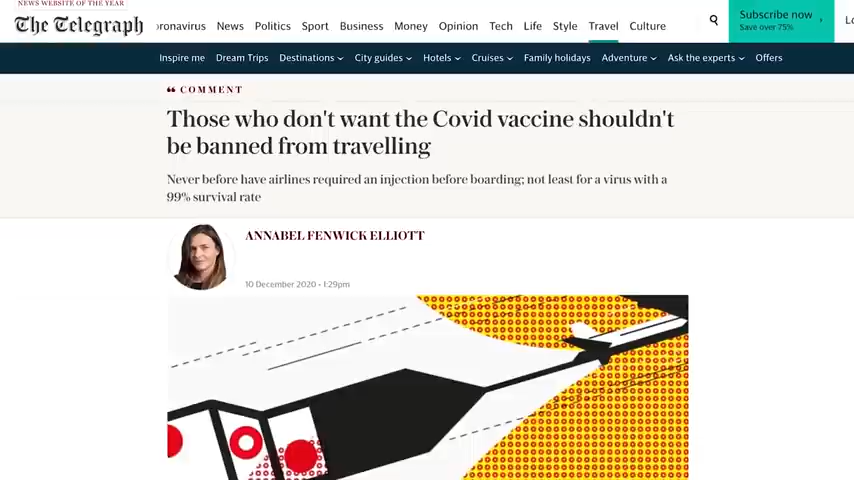 NEWS WEBSITE OF THE YEAR
The Telegraph
oronavirus News Politics Sport Business Money Opinion Tech Life Style Travel Culture
Subscribe now
Save over 75%
Lo
Inspire me Dream Trips Destinations City guides Hotels Cruises Family holidays Adventure Ask the experts Offers
COMMENT
Those who don't want the Covid vaccine shouldn't
be banned from travelling
Never before have airlines required an injection before boarding; not least for a virus with a
99% survival rate
ANNABEL FENWICK ELLIOTT
10 December 2020 • 1:29pm